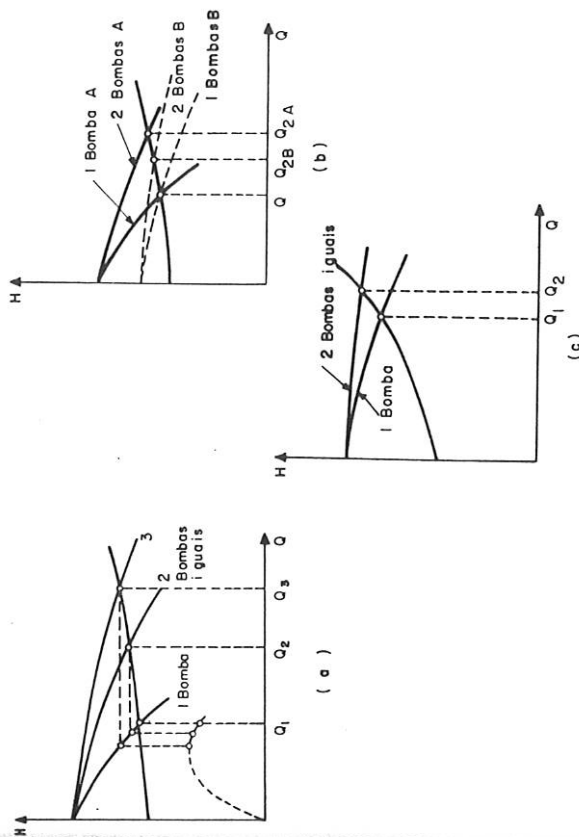 H
1 Bomba
2 Bombas
iguais
3
Q1
Q2
Q3
Q
(a)
H
1 Bomba A
2 Bombas A
2 Bombas B
1 Bombas B
Q
Q2B
Q2A
Q
(b)
H
2 Bombas iguais
1 Bomba
Q1
Q2
Q
(c)